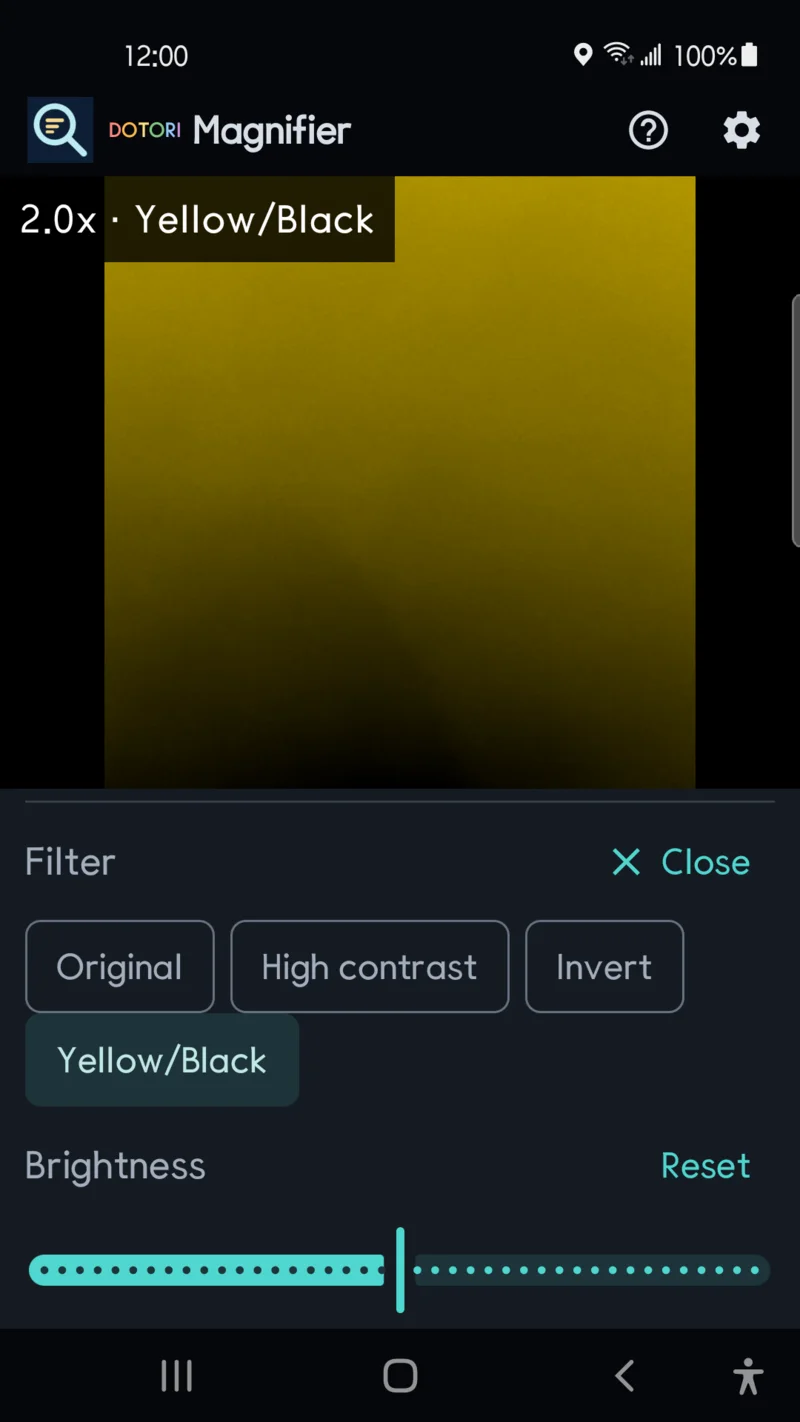 12:00 100%
DOTORI Magnifier
2.0x · Yellow/Black
Filter Close
Original High contrast Invert
Yellow/Black
Brightness Reset